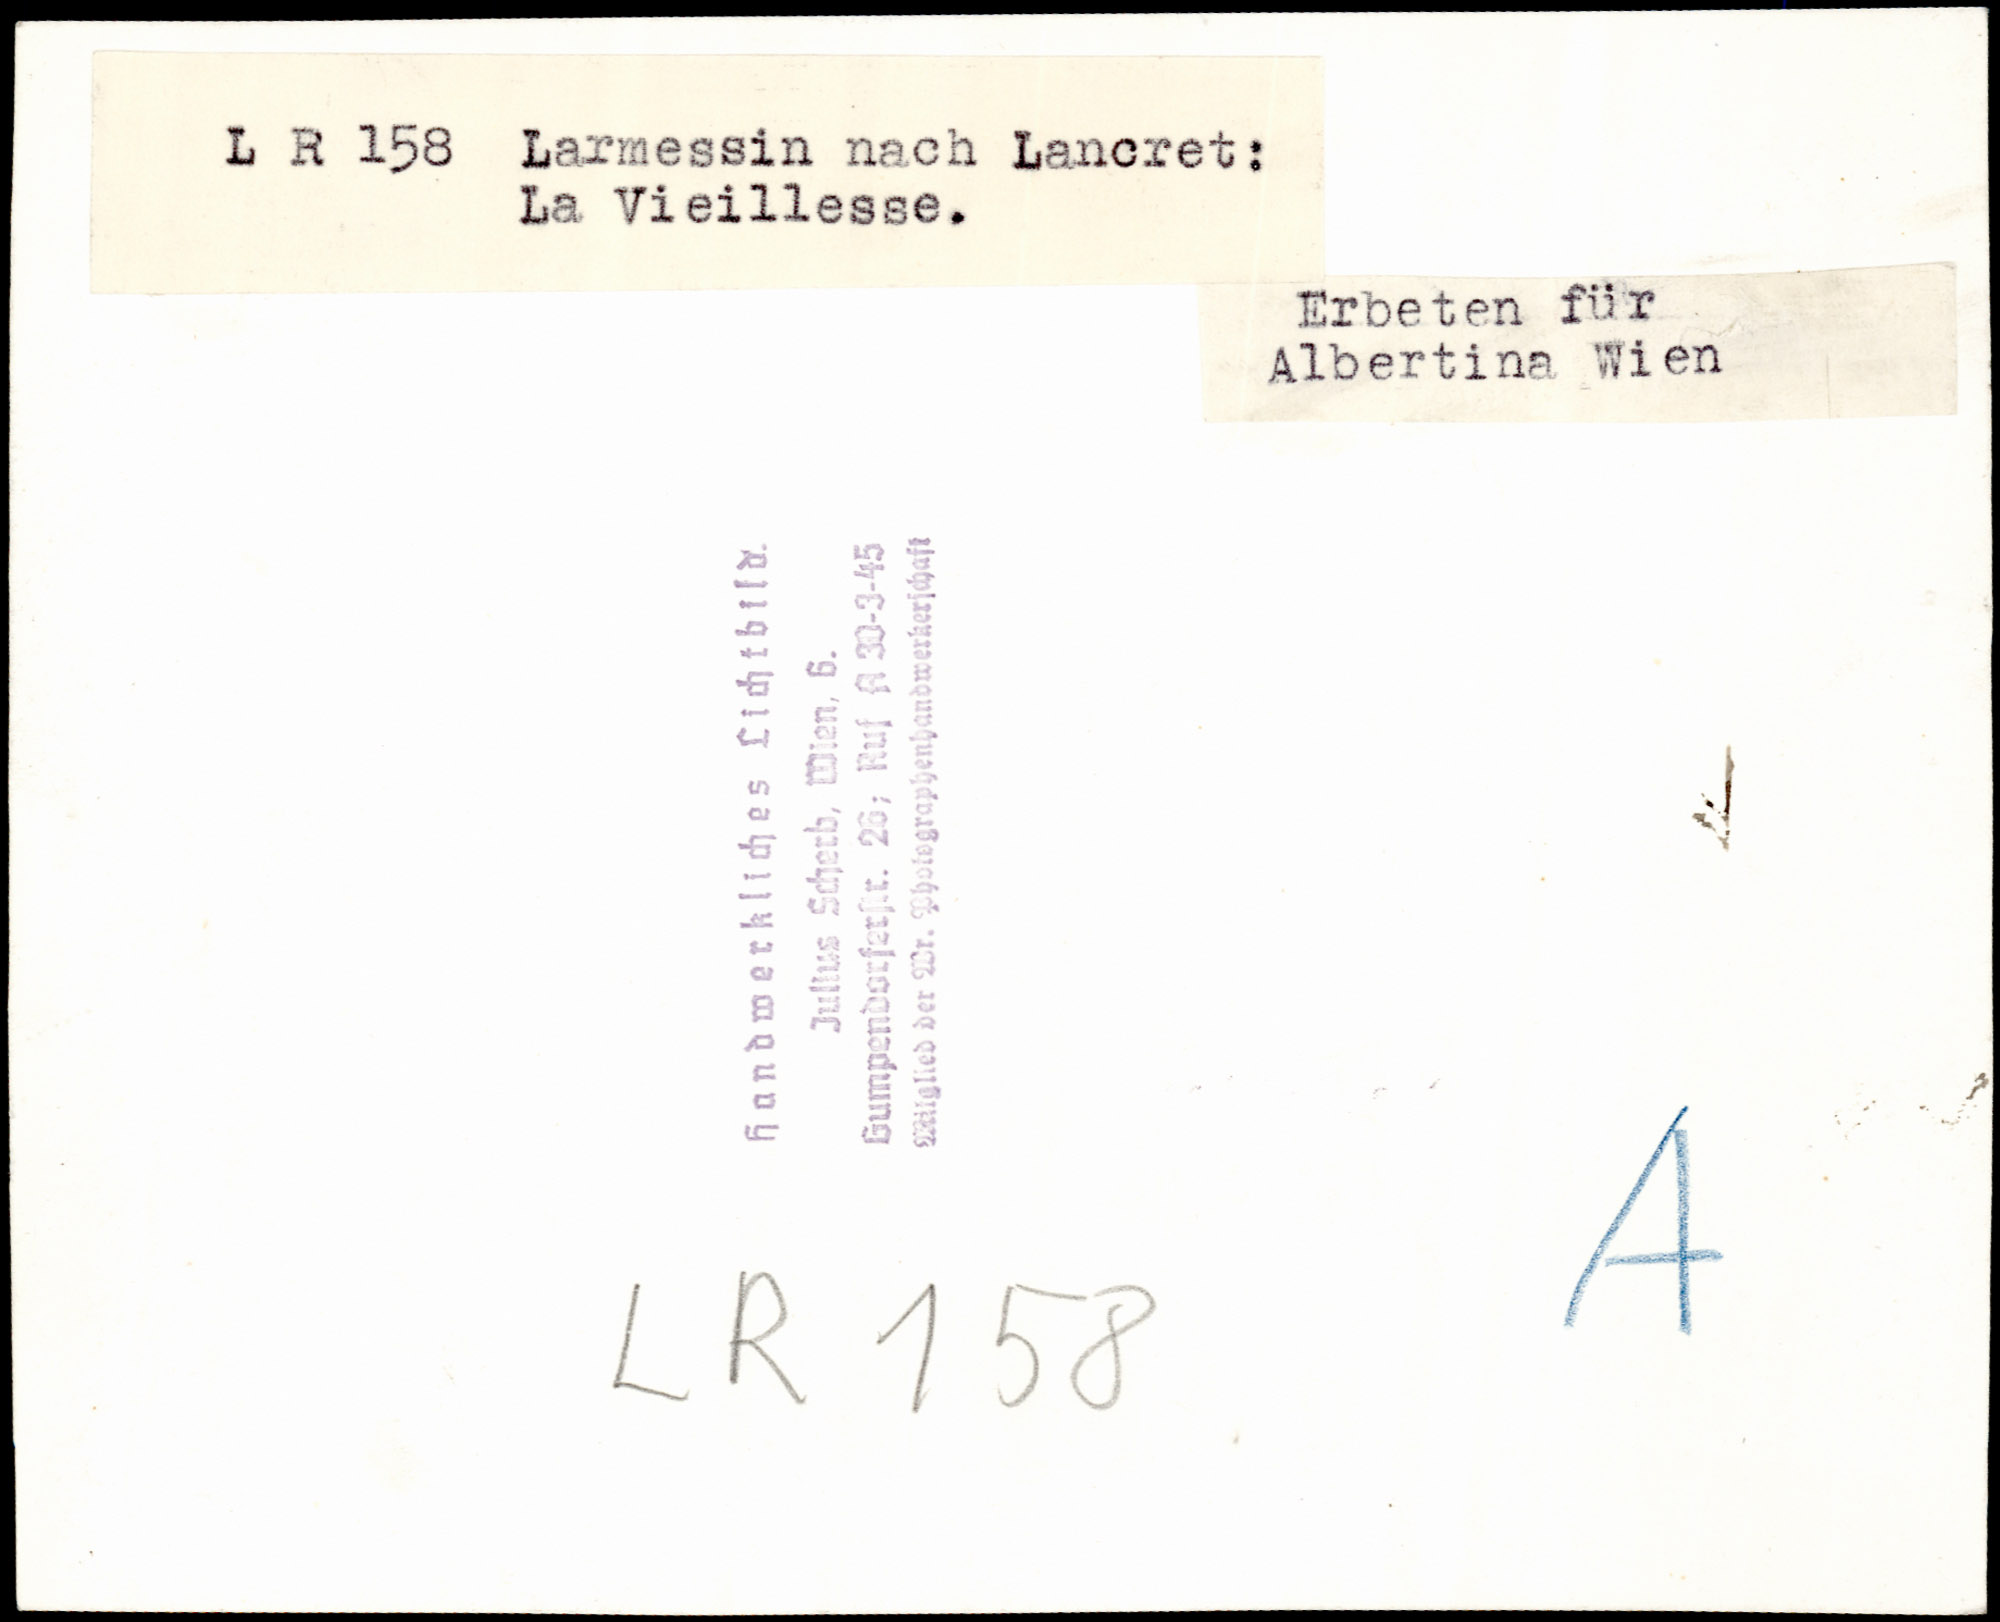 L R 158 Larmessin nach Lancret:
La Vieillesse.
Erbeten für
Albertina Wien
Handwerkliches Lichtbild.
Julius Scherb, Wien, 6.
Gumpendorferstr. 26; Ruf A 30-3-45
Mitglied der Wr. Photographenhandwerkerschaft
LR 158
A